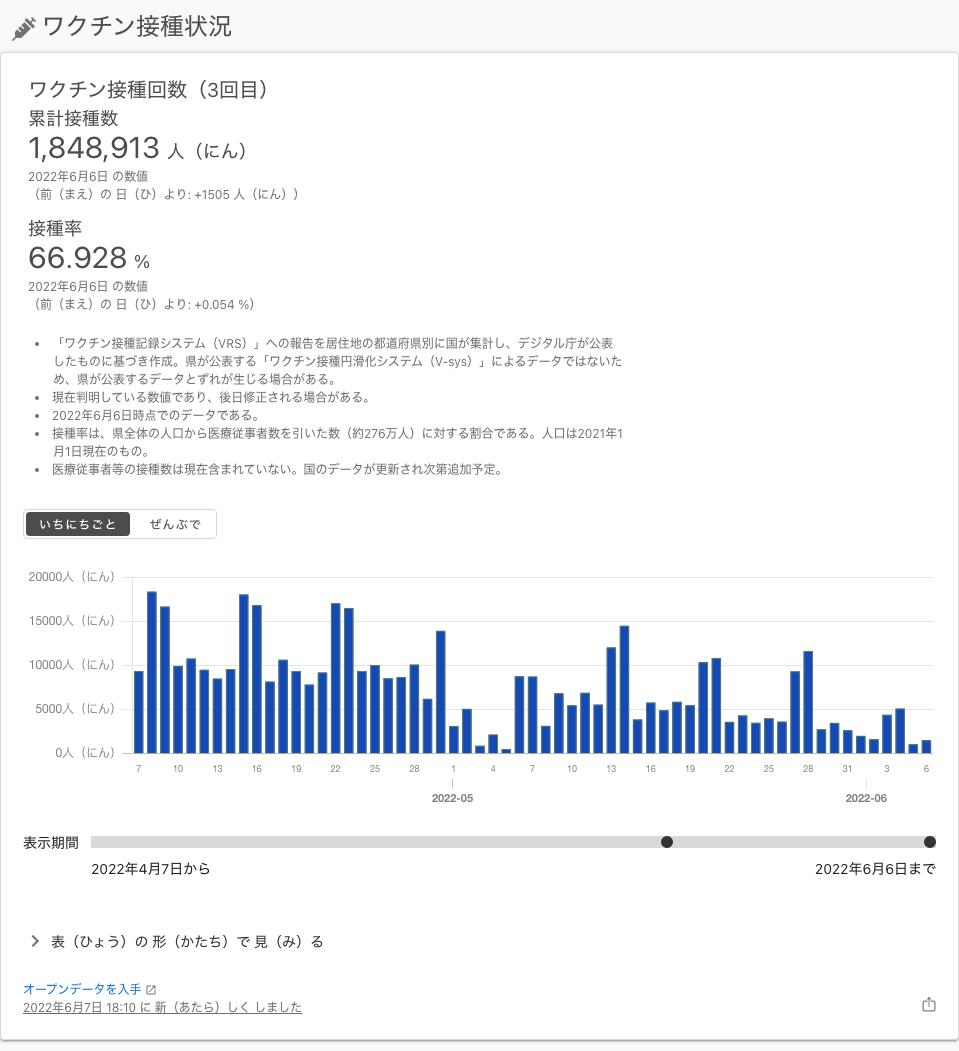 ワクチン接種状況
ワクチン接種回数（3回目）
累計接種数
1,848,913 人（にん）
2022年6月6日 の数値
（前（まえ）の 日（ひ）より: +1505 人（にん））
接種率
66.928 %
2022年6月6日 の数値
（前（まえ）の 日（ひ）より: +0.054 %）
「ワクチン接種記録システム（VRS）」への報告を居住地の都道府県別に国が集計し、デジタル庁が公表
したものに基づき作成。県が公表する「ワクチン接種円滑化システム（V-sys）」によるデータではないた
め、県が公表するデータとずれが生じる場合がある。
現在判明している数値であり、後日修正される場合がある。
2022年6月6日時点でのデータである。
接種率は、県全体の人口から医療従事者数を引いた数（約276万人）に対する割合である。人口は2021年1
月1日現在のもの。
医療従事者等の接種数は現在含まれていない。国のデータが更新され次第追加予定。
いちにちごと ぜんぶで
20000人（にん）
15000人（にん）
10000人（にん）
5000人（にん）
0人（にん）
7 10 13 16 19 22 25 28 1 4 7 10 13 16 19 22 25 28 31 3 6
2022-05 2022-06
表示期間
2022年4月7日から 2022年6月6日まで
表（ひょう）の 形（かたち）で 見（み）る
オープンデータを入手
2022年6月7日 18:10 に 新（あたら）しく しました